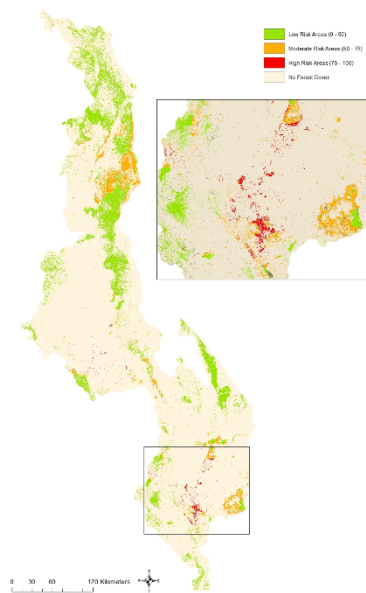 Low Risk Areas (0 - 50)
Moderate Risk Areas (50 - 75)
High Risk Areas (75 - 100)
No Forest Cover
0 30 60 120 Kilometers